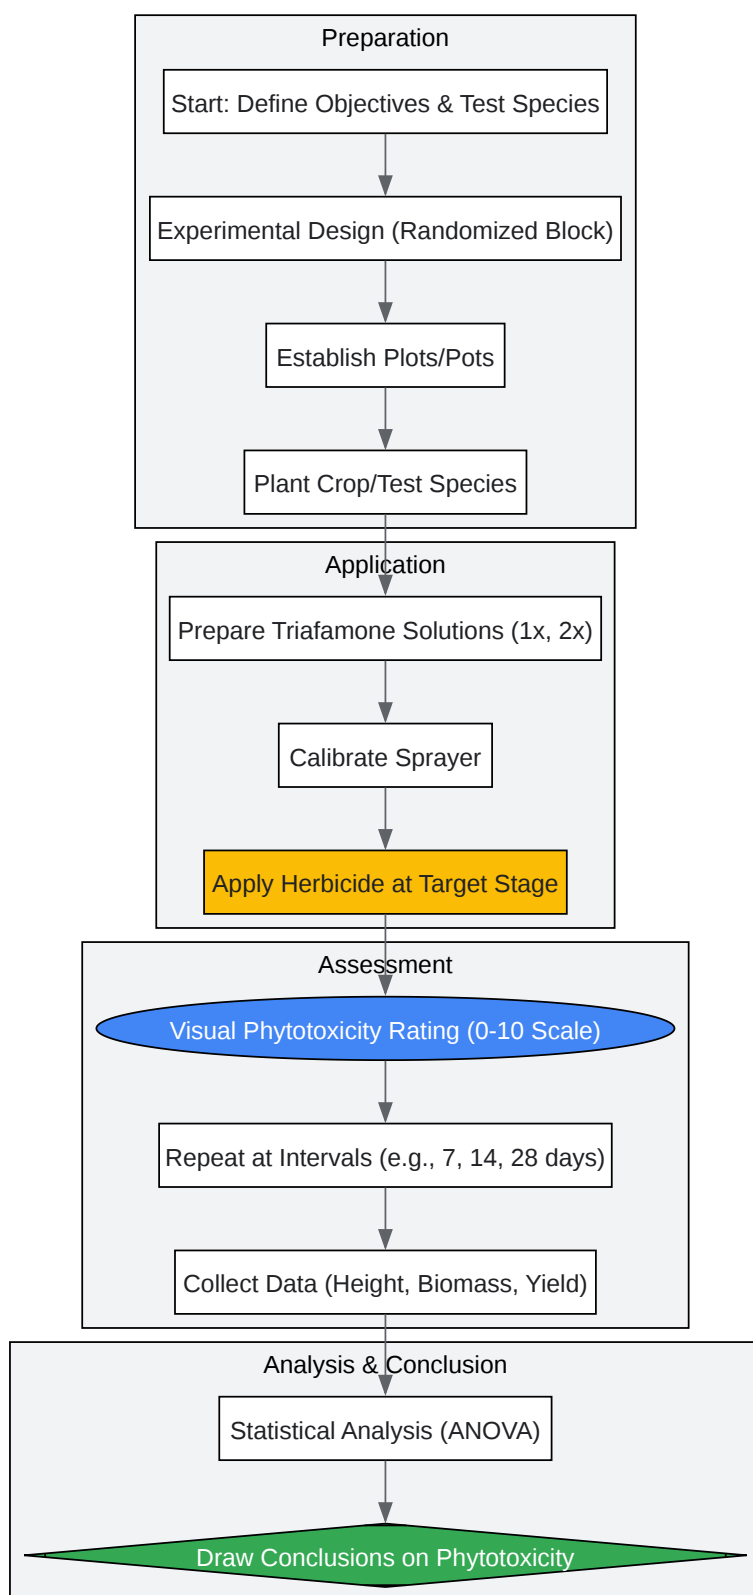 Preparation
Start: Define Objectives & Test Species
Experimental Design (Randomized Block)
Establish Plots/Pots
Plant Crop/Test Species
Application
Prepare Triafamone Solutions (1x, 2x)
Calibrate Sprayer
Apply Herbicide at Target Stage
Assessment
Visual Phytotoxicity Rating (0-10 Scale)
Repeat at Intervals (e.g., 7, 14, 28 days)
Collect Data (Height, Biomass, Yield)
Analysis & Conclusion
Statistical Analysis (ANOVA)
Draw Conclusions on Phytotoxicity